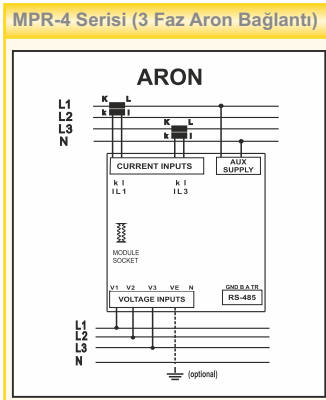 MPR-4 Serisi (3 Faz Aron Bağlantı)
ARON
K L
L1
k l
L2
K L
L3
k l
N
CURRENT INPUTS
AUX
SUPPLY
k l
k l
IL1
IL3
MODULE
SOCKET
V1 V2 V3 VE N
GND B A TR
VOLTAGE INPUTS
RS-485
L1
L2
L3
N
(optional)